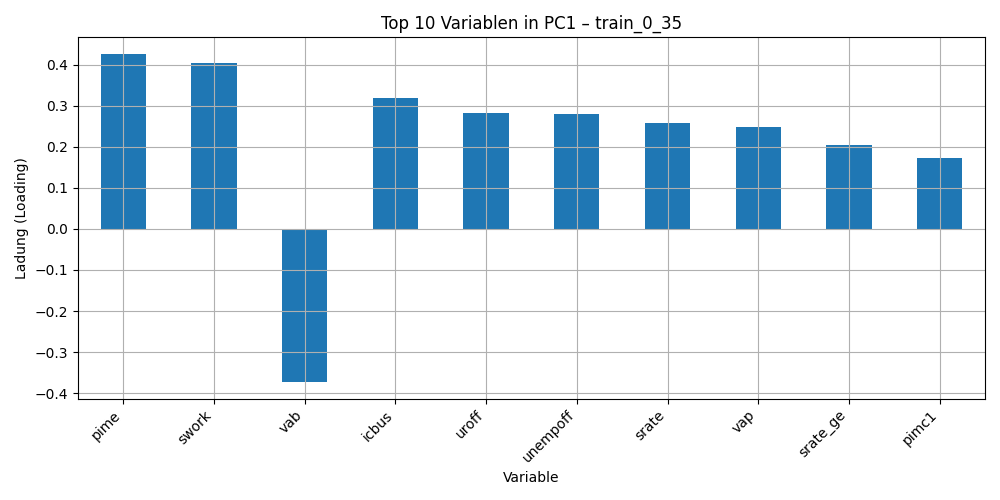 Top 10 Variablen in PC1 – train_0_35
Ladung (Loading)
0.4
0.3
0.2
0.1
0.0
−0.1
−0.2
−0.3
−0.4
pime
swork
vab
icbus
uroff
unempoff
srate
vap
srate_ge
pimc1
Variable